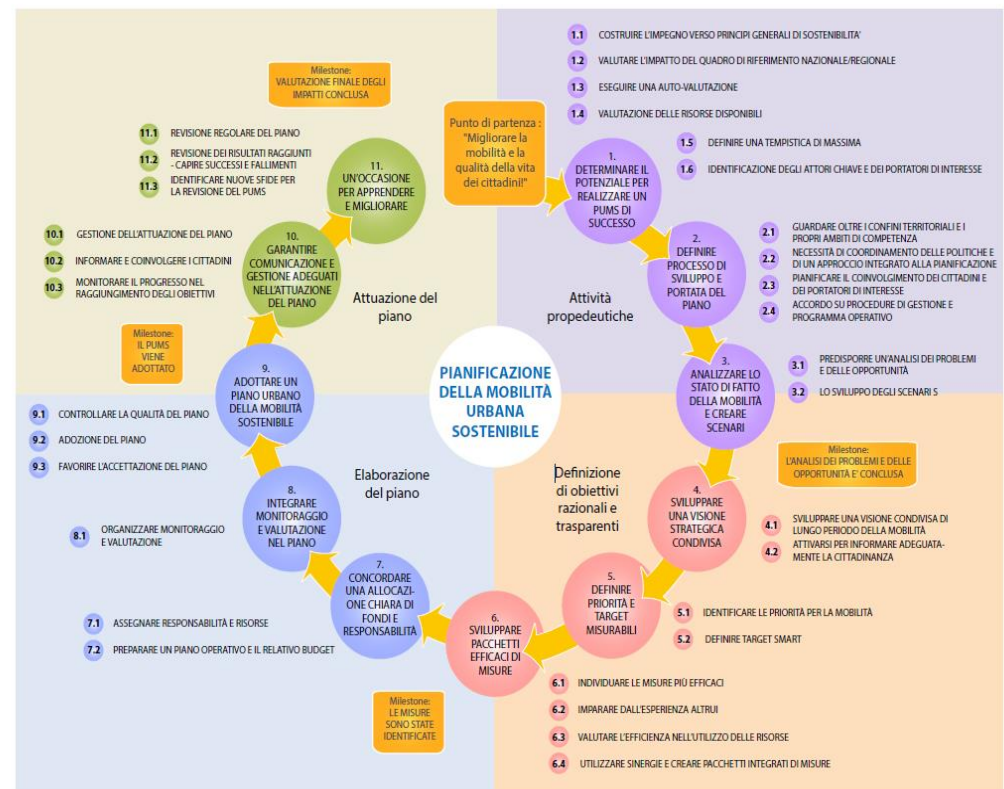 PIANIFICAZIONE
DELLA MOBILITÀ
URBANA
SOSTENIBILE
Punto di partenza :
"Migliorare la
mobilità e la
qualità della vita
dei cittadini!"
Attività
propedeutiche
1.
DETERMINARE IL
POTENZIALE PER
REALIZZARE UN
PUMS DI
SUCCESSO
1.1 COSTRUIRE L'IMPEGNO VERSO PRINCIPI GENERALI DI SOSTENIBILITA'
1.2 VALUTARE L'IMPATTO DEL QUADRO DI RIFERIMENTO NAZIONALE/REGIONALE
1.3 ESEGUIRE UNA AUTO-VALUTAZIONE
1.4 VALUTAZIONE DELLE RISORSE DISPONIBILI
1.5 DEFINIRE UNA TEMPISTICA DI MASSIMA
1.6 IDENTIFICAZIONE DEGLI ATTORI CHIAVE E DEI PORTATORI DI INTERESSE
2.
DEFINIRE
PROCESSO DI
SVILUPPO E
PORTATA DEL
PIANO
2.1 GUARDARE OLTRE I CONFINI TERRITORIALI E I
PROPRI AMBITI DI COMPETENZA
2.2 NECESSITÀ DI COORDINAMENTO DELLE POLITICHE E
DI UN APPROCCIO INTEGRATO ALLA PIANIFICAZIONE
2.3 PIANIFICARE IL COINVOLGIMENTO DEI CITTADINI E
DEI PORTATORI DI INTERESSE
2.4 ACCORDO SU PROCEDURE DI GESTIONE E
PROGRAMMA OPERATIVO
3.
ANALIZZARE LO
STATO DI FATTO
DELLA MOBILITÀ
E CREARE
SCENARI
3.1 PREDISPORRE UN'ANALISI DEI PROBLEMI
E DELLE OPPORTUNITÀ
3.2 LO SVILUPPO DEGLI SCENARI S
Milestone:
L'ANALISI DEI PROBLEMI E DELLE
OPPORTUNITÀ E' CONCLUSA
Definizione
di obiettivi
razionali e
trasparenti
4.
SVILUPPARE
UNA VISIONE
STRATEGICA
CONDIVISA
4.1 SVILUPPARE UNA VISIONE CONDIVISA DI
LUNGO PERIODO DELLA MOBILITÀ
4.2 ATTIVARSI PER INFORMARE ADEGUATA-
MENTE LA CITTADINANZA
5.
DEFINIRE
PRIORITÀ E
TARGET
MISURABILI
5.1 IDENTIFICARE LE PRIORITÀ PER LA MOBILITÀ
5.2 DEFINIRE TARGET SMART
6.
SVILUPPARE
PACCHETTI
EFFICACI DI
MISURE
6.1 INDIVIDUARE LE MISURE PIÙ EFFICACI
6.2 IMPARARE DALL'ESPERIENZA ALTRUI
6.3 VALUTARE L'EFFICIENZA NELL'UTILIZZO DELLE RISORSE
6.4 UTILIZZARE SINERGIE E CREARE PACCHETTI INTEGRATI DI MISURE
Milestone:
LE MISURE
SONO STATE
IDENTIFICATE
Elaborazione
del piano
7.
CONCORDARE
UNA ALLOCAZI-
ONE CHIARA DI
FONDI E
RESPONSABILITÀ
7.1 ASSEGNARE RESPONSABILITÀ E RISORSE
7.2 PREPARARE UN PIANO OPERATIVO E IL RELATIVO BUDGET
8.
INTEGRARE
MONITORAGGIO
E VALUTAZIONE
NEL PIANO
8.1 ORGANIZZARE MONITORAGGIO
E VALUTAZIONE
9.
ADOTTARE UN
PIANO URBANO
DELLA MOBILITÀ
SOSTENIBILE
9.1 CONTROLLARE LA QUALITÀ DEL PIANO
9.2 ADOZIONE DEL PIANO
9.3 FAVORIRE L'ACCETTAZIONE DEL PIANO
Milestone:
IL PUMS
VIENE
ADOTTATO
Attuazione del
piano
10.
GARANTIRE
COMUNICAZIONE E
GESTIONE ADEGUATI
NELL'ATTUAZIONE
DEL PIANO
10.1 GESTIONE DELL'ATTUAZIONE DEL PIANO
10.2 INFORMARE E COINVOLGERE I CITTADINI
10.3 MONITORARE IL PROGRESSO NEL
RAGGIUNGIMENTO DEGLI OBIETTIVI
11.
UN'OCCASIONE
PER APPRENDERE
E MIGLIORARE
11.1 REVISIONE REGOLARE DEL PIANO
11.2 REVISIONE DEI RISULTATI RAGGIUNTI
- CAPIRE SUCCESSI E FALLIMENTI
11.3 IDENTIFICARE NUOVE SFIDE PER
LA REVISIONE DEL PUMS
Milestone:
VALUTAZIONE FINALE DEGLI
IMPATTI CONCLUSA